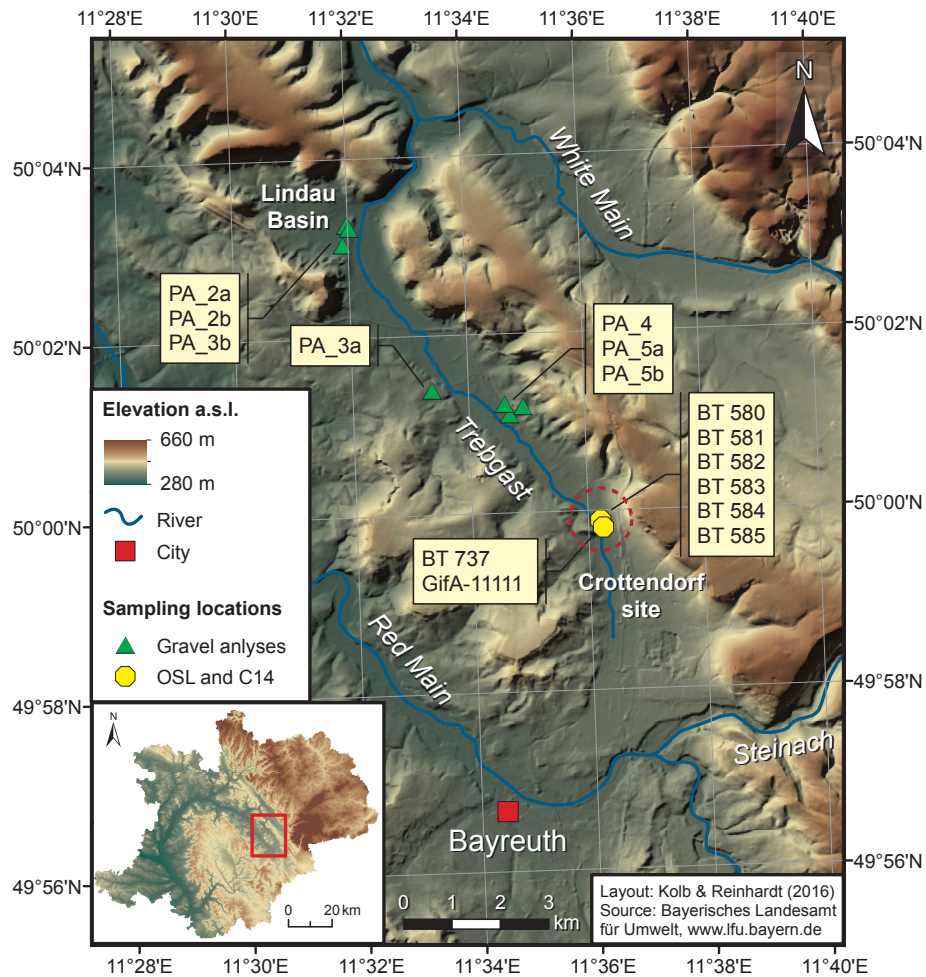 11°28'E 11°30'E 11°32'E 11°34'E 11°36'E 11°38'E 11°40'E
N
50°04'N
50°04'N
White Main
Lindau
Basin
PA_2a
PA_2b
PA_3b
50°02'N
50°02'N
PA_3a
PA_4
PA_5a
PA_5b
Trebgast
BT 580
BT 581
BT 582
BT 583
BT 584
BT 585
50°00'N
50°00'N
BT 737
GifA-11111
Crottendorf
site
Elevation a.s.l.
660 m
280 m
River
City
Sampling locations
Gravel anlyses
OSL and C14
Red Main
49°58'N
49°58'N
Steinach
Bayreuth
49°56'N
49°56'N
N
0 20 km
0 1 2 3
km
Layout: Kolb & Reinhardt (2016)
Source: Bayerisches Landesamt
für Umwelt, www.lfu.bayern.de
11°28'E 11°30'E 11°32'E 11°34'E 11°36'E 11°38'E 11°40'E